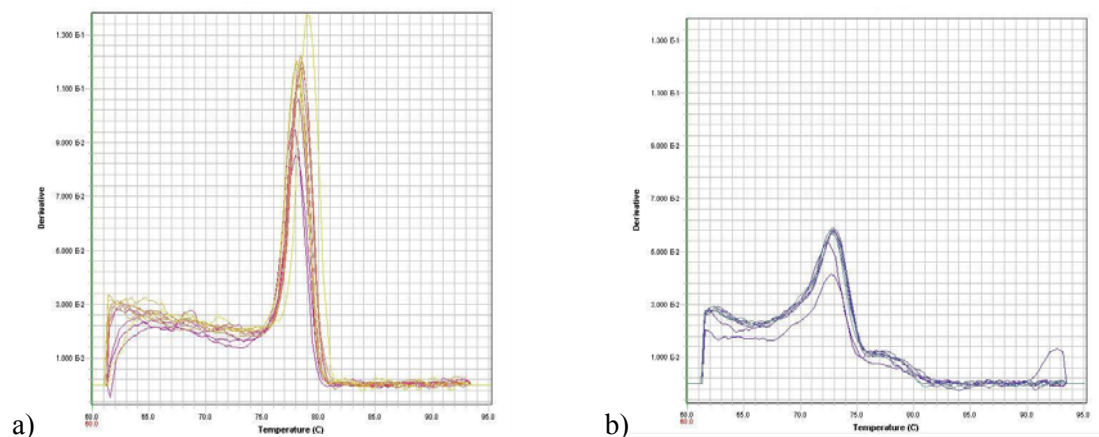 a)
1.300 E-1
1.100 E-1
9.000 E-2
7.000 E-2
5.000 E-2
3.000 E-2
1.000 E-2
Derivative
60.0 65.0 70.0 75.0 80.0 85.0 90.0 95.0
60.0
Temperature (C)
b)
1.300 E-1
1.100 E-1
9.000 E-2
7.000 E-2
5.000 E-2
3.000 E-2
1.000 E-2
Derivative
60.0 65.0 70.0 75.0 80.0 85.0 90.0 95.0
60.0
Temperature (C)